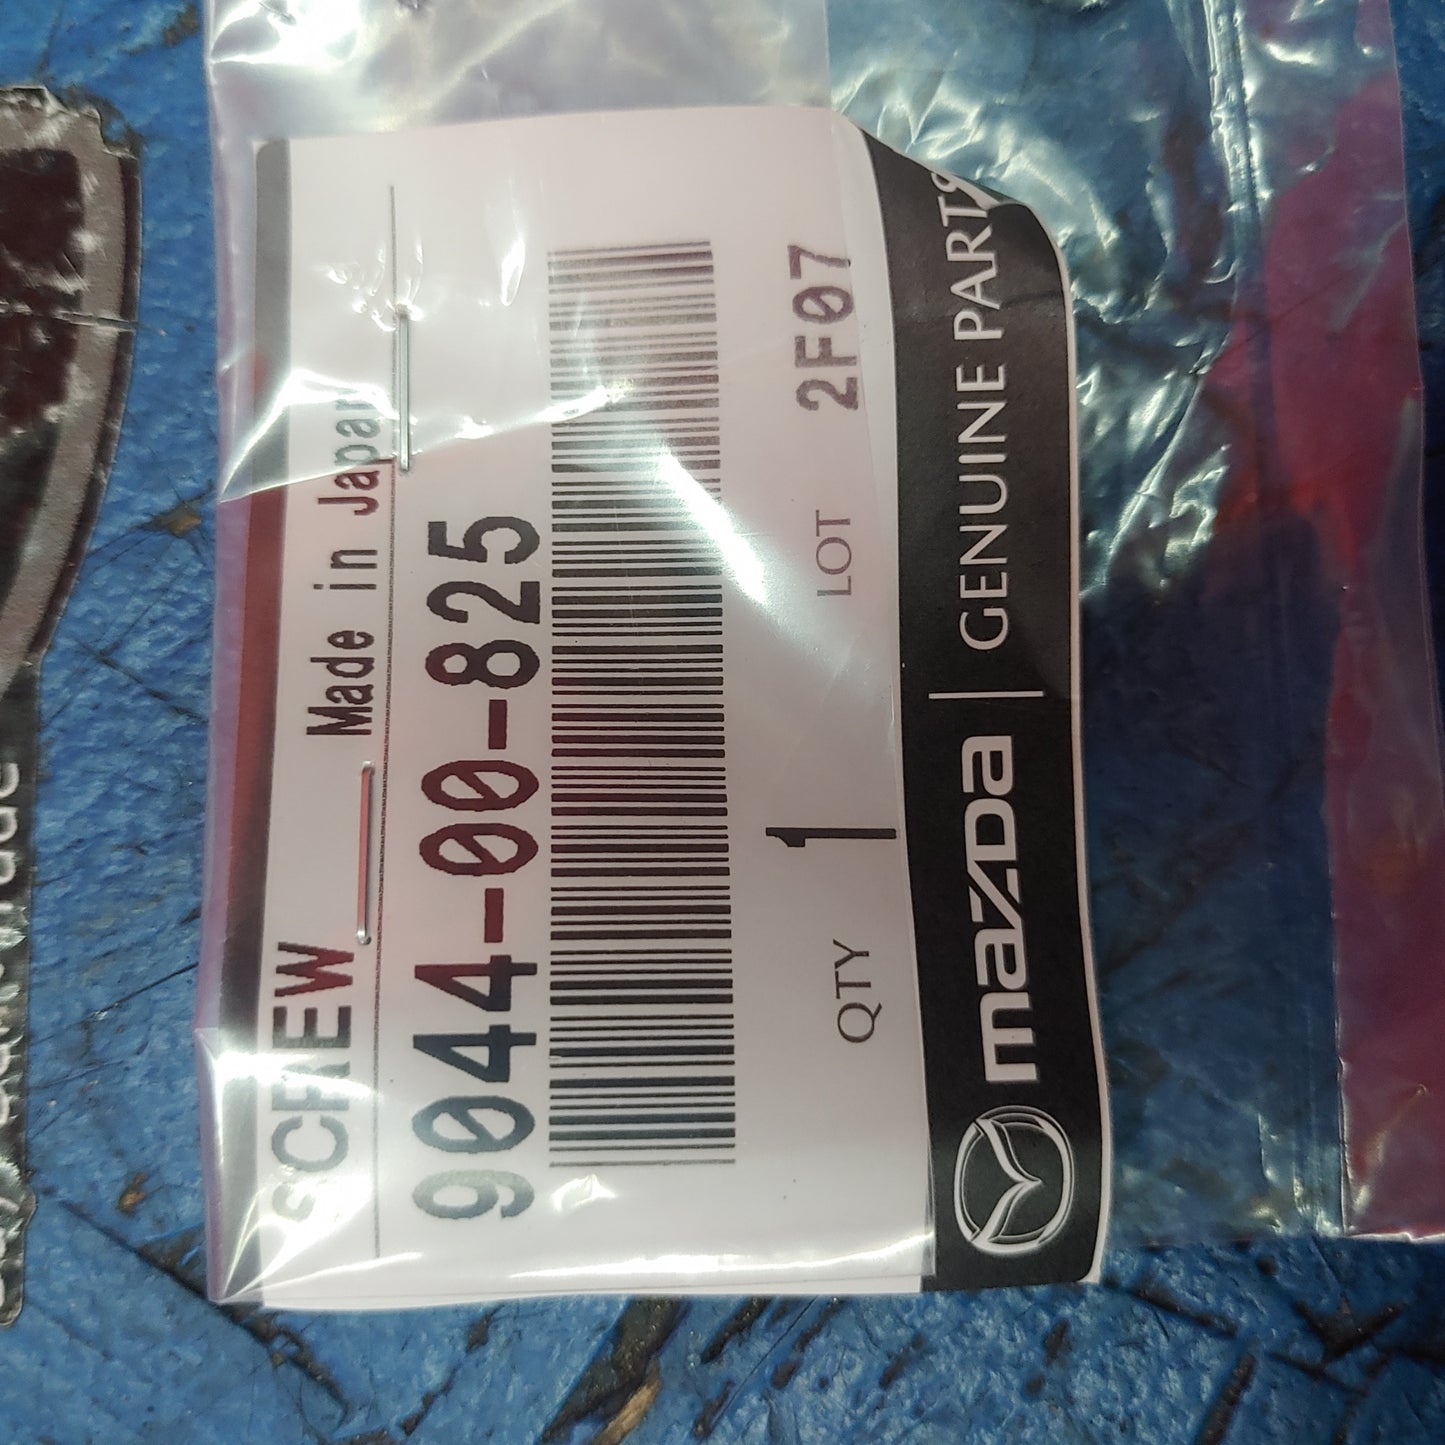 SCREW Made in Japan
9044-00-825
QTY 1 LOT 2F07
mazda | GENUINE PARTS